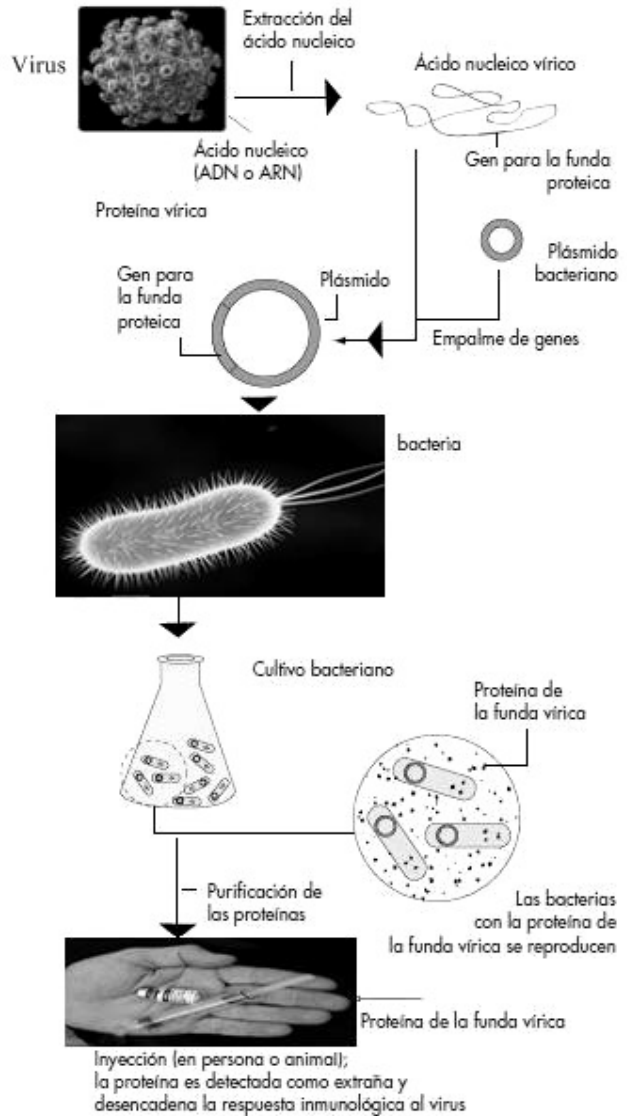 Extracción del
ácido nucleico
Virus
Ácido nucleico vírico
Ácido nucleico
(ADN o ARN)
Gen para la funda
proteica
Proteína vírica
Plásmido
bacteriano
Gen para
la funda
proteica
Plásmido
Empalme de genes
bacteria
Cultivo bacteriano
Proteína de
la funda vírica
Purificación de
las proteínas
Las bacterias
con la proteína de
la funda vírica se reproducen
Proteína de la funda vírica
Inyección (en persona o animal);
la proteína es detectada como extraña y
desencadena la respuesta inmunológica al virus